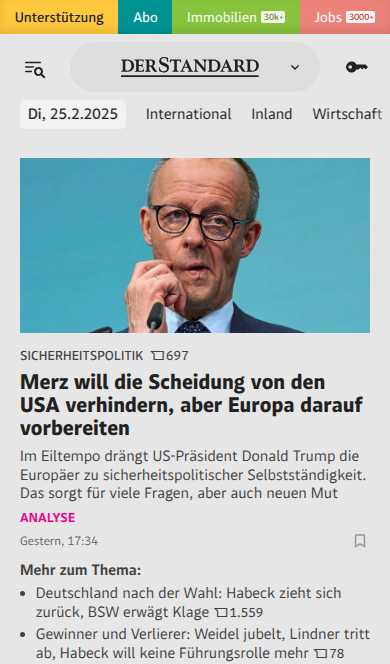 Unterstützung Abo Immobilien 30k+ Jobs 3000+
DERSTANDARD
Di, 25.2.2025 International Inland Wirtschaft
SICHERHEITSPOLITIK 697
Merz will die Scheidung von den
USA verhindern, aber Europa darauf
vorbereiten
Im Eiltempo drängt US-Präsident Donald Trump die
Europäer zu sicherheitspolitischer Selbstständigkeit.
Das sorgt für viele Fragen, aber auch neuen Mut
ANALYSE
Gestern, 17:34
Mehr zum Thema:
• Deutschland nach der Wahl: Habeck zieht sich
zurück, BSW erwägt Klage 1.559
• Gewinner und Verlierer: Weidel jubelt, Lindner tritt
ab, Habeck will keine Führungsrolle mehr 78